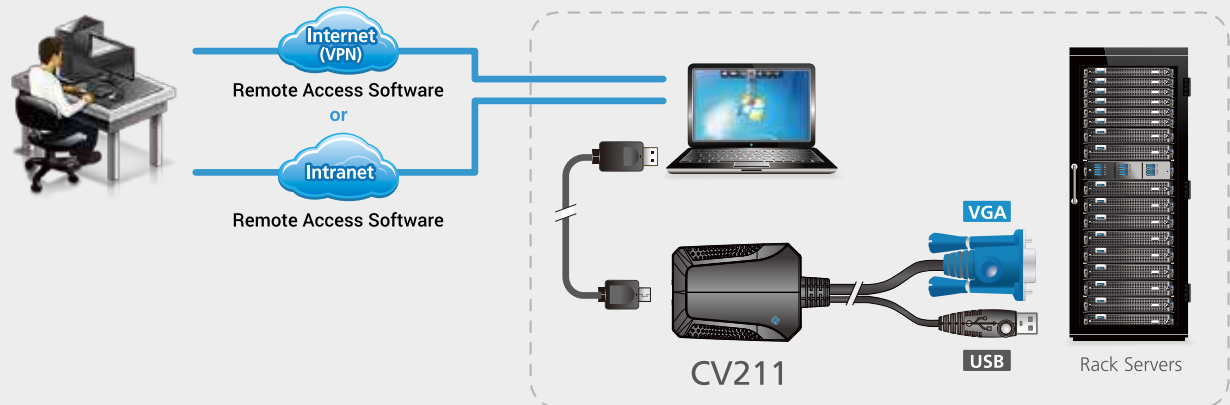 Internet
(VPN)
Remote Access Software
or
Intranet
Remote Access Software
VGA
CV211
USB
Rack Servers